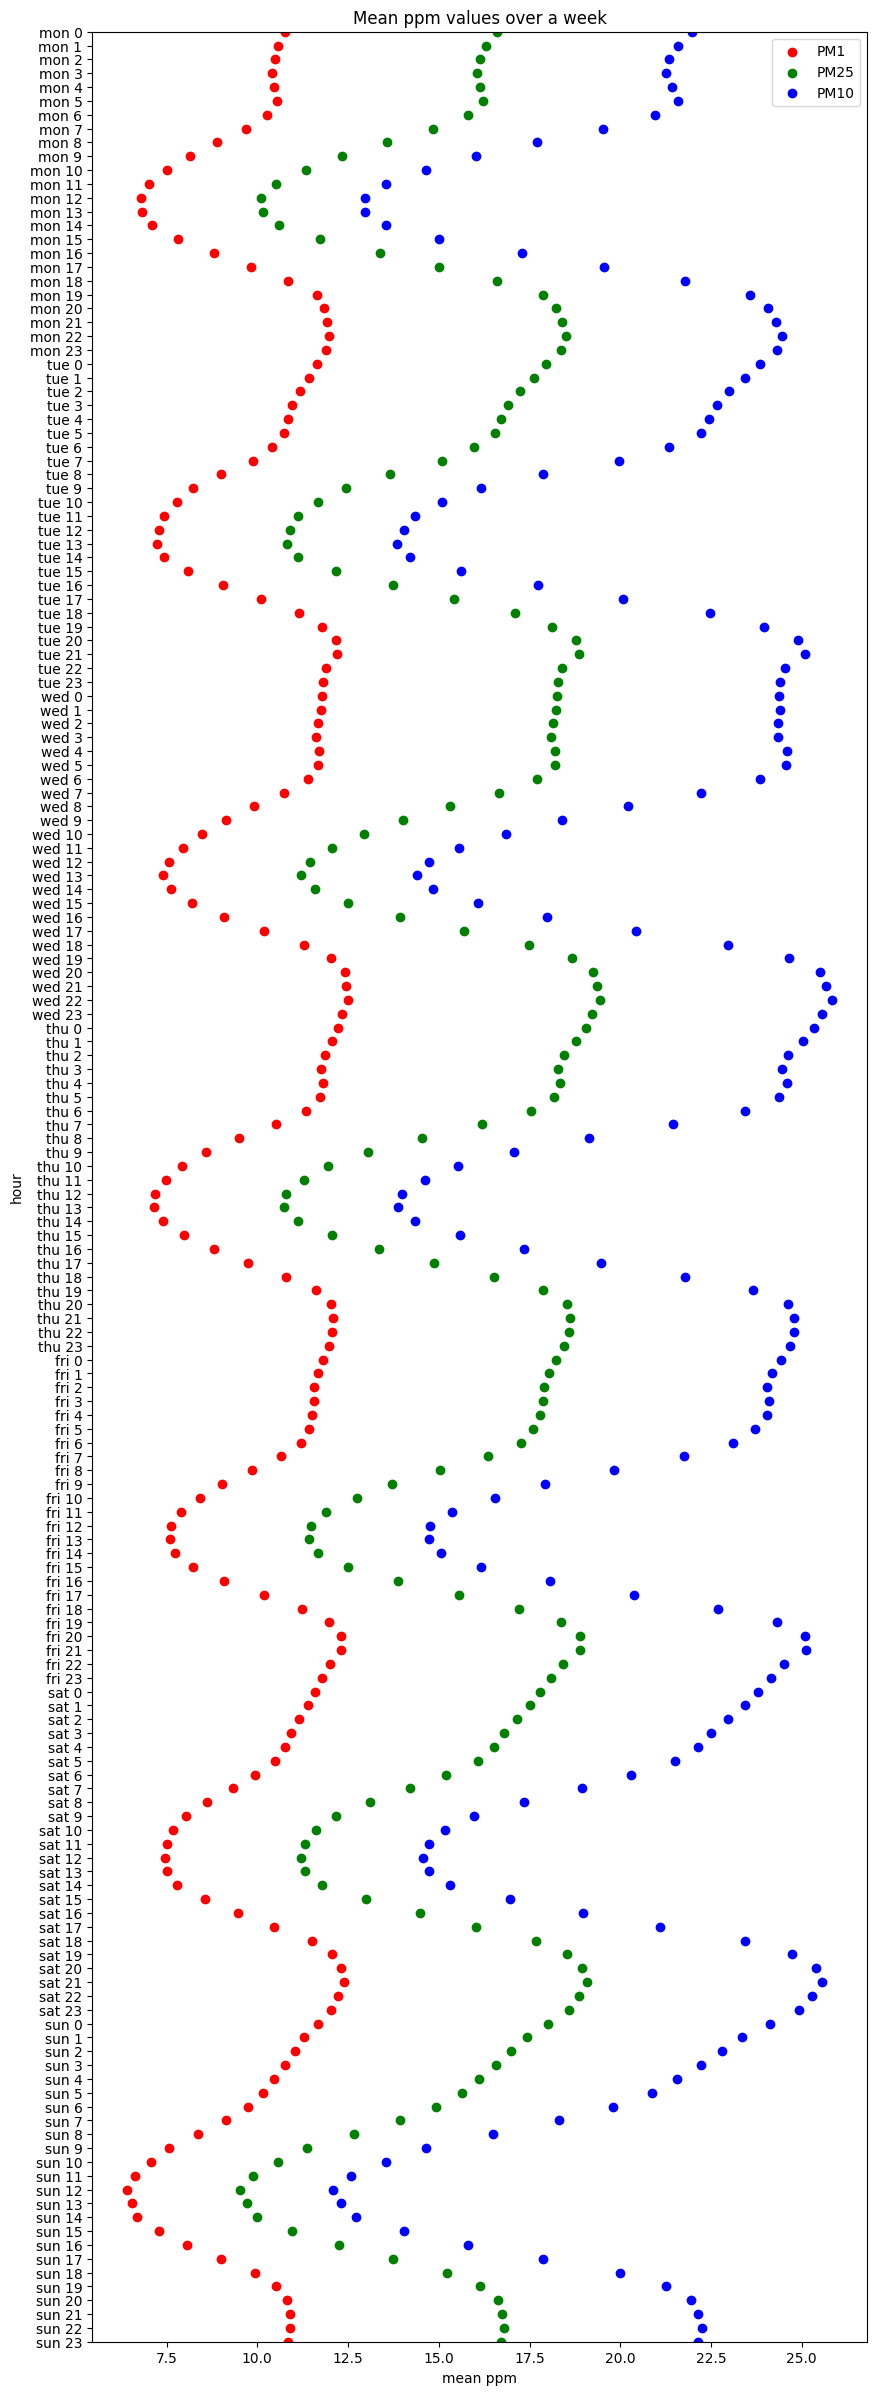 Mean ppm values over a week
PM1
PM25
PM10
mon 0
mon 1
mon 2
mon 3
mon 4
mon 5
mon 6
mon 7
mon 8
mon 9
mon 10
mon 11
mon 12
mon 13
mon 14
mon 15
mon 16
mon 17
mon 18
mon 19
mon 20
mon 21
mon 22
mon 23
tue 0
tue 1
tue 2
tue 3
tue 4
tue 5
tue 6
tue 7
tue 8
tue 9
tue 10
tue 11
tue 12
tue 13
tue 14
tue 15
tue 16
tue 17
tue 18
tue 19
tue 20
tue 21
tue 22
tue 23
wed 0
wed 1
wed 2
wed 3
wed 4
wed 5
wed 6
wed 7
wed 8
wed 9
wed 10
wed 11
wed 12
wed 13
wed 14
wed 15
wed 16
wed 17
wed 18
wed 19
wed 20
wed 21
wed 22
wed 23
thu 0
thu 1
thu 2
thu 3
thu 4
thu 5
thu 6
thu 7
thu 8
thu 9
thu 10
thu 11
thu 12
thu 13
thu 14
thu 15
thu 16
thu 17
thu 18
thu 19
thu 20
thu 21
thu 22
thu 23
fri 0
fri 1
fri 2
fri 3
fri 4
fri 5
fri 6
fri 7
fri 8
fri 9
fri 10
fri 11
fri 12
fri 13
fri 14
fri 15
fri 16
fri 17
fri 18
fri 19
fri 20
fri 21
fri 22
fri 23
sat 0
sat 1
sat 2
sat 3
sat 4
sat 5
sat 6
sat 7
sat 8
sat 9
sat 10
sat 11
sat 12
sat 13
sat 14
sat 15
sat 16
sat 17
sat 18
sat 19
sat 20
sat 21
sat 22
sat 23
sun 0
sun 1
sun 2
sun 3
sun 4
sun 5
sun 6
sun 7
sun 8
sun 9
sun 10
sun 11
sun 12
sun 13
sun 14
sun 15
sun 16
sun 17
sun 18
sun 19
sun 20
sun 21
sun 22
sun 23
hour
7.5 10.0 12.5 15.0 17.5 20.0 22.5 25.0
mean ppm